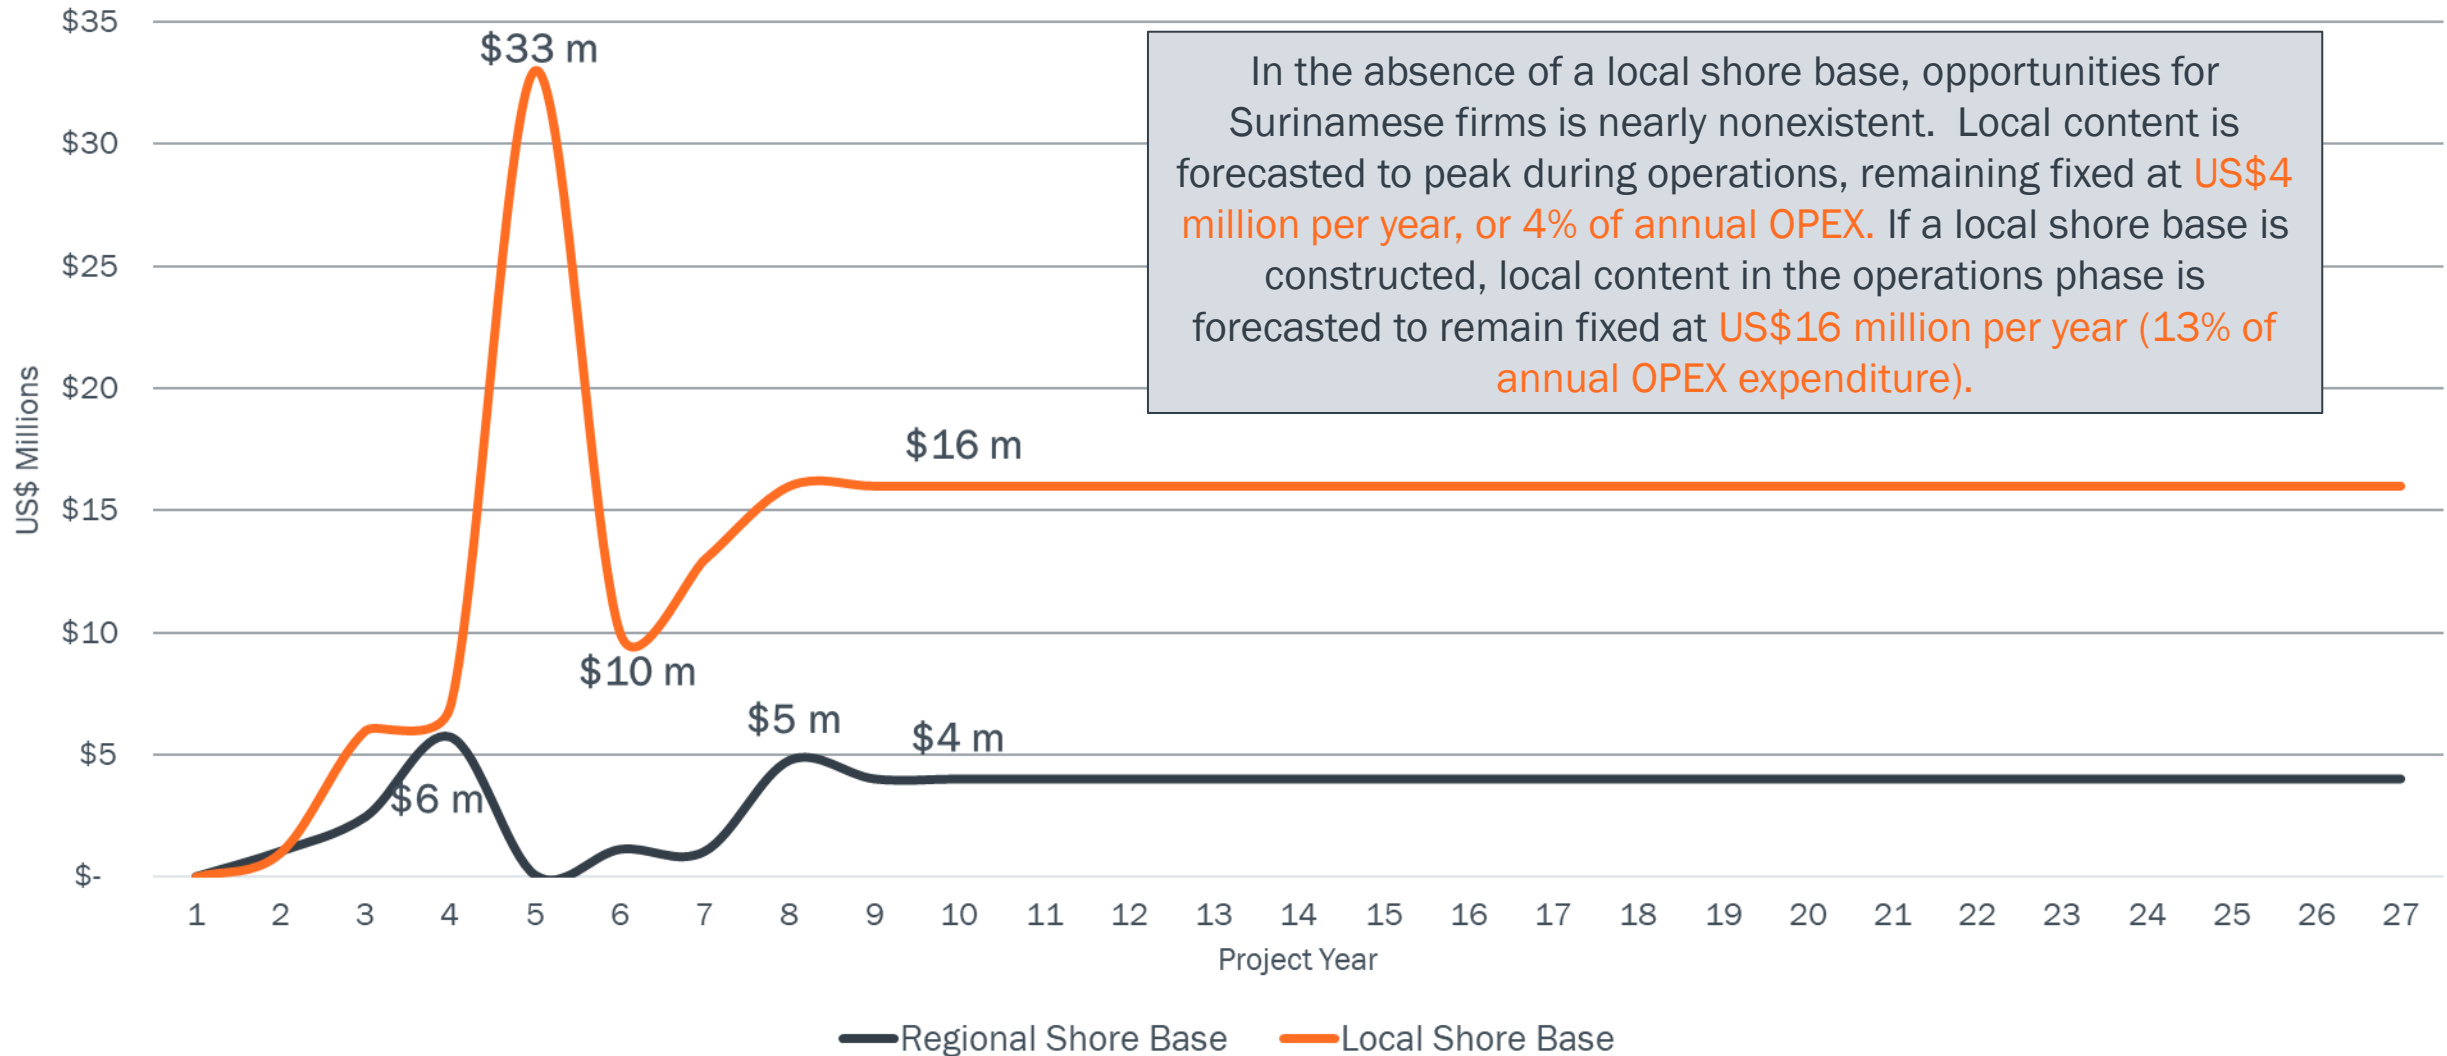 $35
$33 m
In the absence of a local shore base, opportunities for
Surinamese firms is nearly nonexistent.  Local content is
forecasted to peak during operations, remaining fixed at US$4
million per year, or 4% of annual OPEX. If a local shore base is
constructed, local content in the operations phase is
forecasted to remain fixed at US$16 million per year (13% of
annual OPEX expenditure).
$30
$25
$20
US$ Millions
$16 m
$15
$10
$10 m
$5 m
$4 m
$5
$6 m
$-
1 2 3 4 5 6 7 8 9 10 11 12 13 14 15 16 17 18 19 20 21 22 23 24 25 26 27
Project Year
Regional Shore Base Local Shore Base